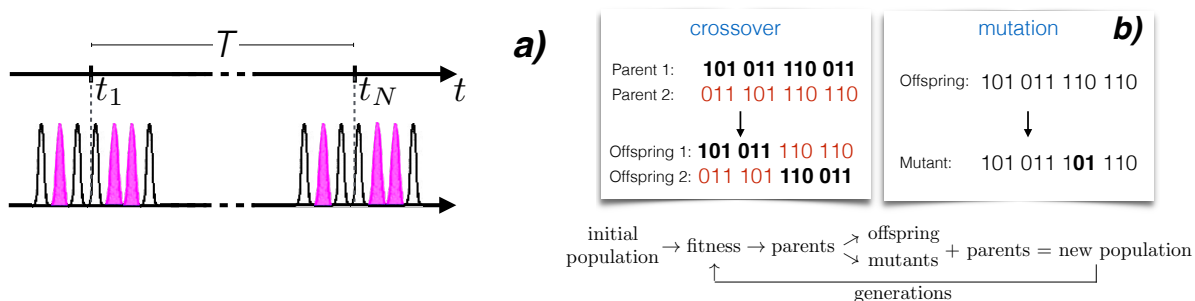 T
t1
tN
t
a)
crossover
Parent 1: 101 011 110 011
Parent 2: 011 101 110 110
Offspring 1: 101 011 110 110
Offspring 2: 011 101 110 011
mutation
b)
Offspring: 101 011 110 110
Mutant: 101 011 101 110
initial
population → fitness → parents
offspring
mutants
+ parents = new population
generations